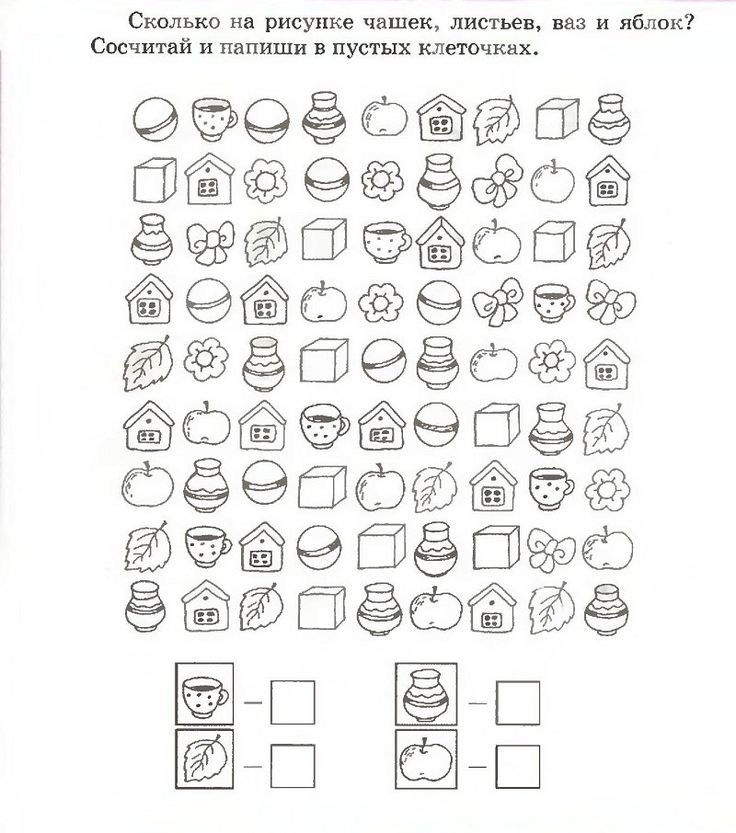 Сколько на рисунке чашек, листьев, ваз и яблок?
Сосчитай и напиши в пустых клеточках.